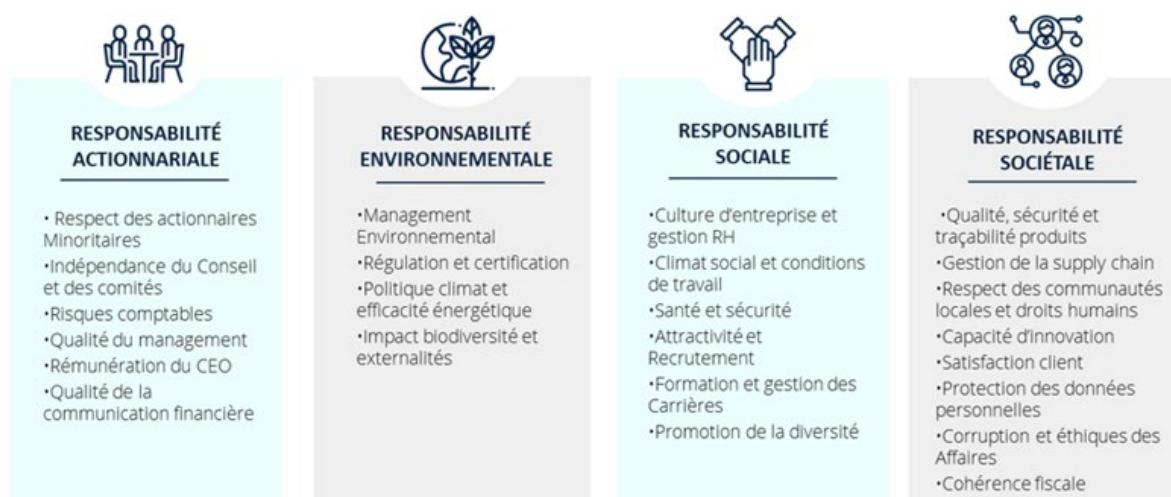 RESPONSABILITÉ
ACTIONNARIALE
• Respect des actionnaires
Minoritaires
•Indépendance du Conseil
et des comités
•Risques comptables
•Qualité du management
•Rémunération du CEO
•Qualité de la
communication financière
RESPONSABILITÉ
ENVIRONNEMENTALE
•Management
Environnemental
•Régulation et certification
•Politique climat et
efficacité énergétique
•Impact biodiversité et
externalités
RESPONSABILITÉ
SOCIALE
•Culture d'entreprise et
gestion RH
•Climat social et conditions
de travail
•Santé et sécurité
•Attractivité et
Recrutement
•Formation et gestion des
Carrières
•Promotion de la diversité
RESPONSABILITÉ
SOCIÉTALE
•Qualité, sécurité et
traçabilité produits
•Gestion de la supply chain
•Respect des communautés
locales et droits humains
•Capacité d'innovation
•Satisfaction client
•Protection des données
personnelles
•Corruption et éthiques des
Affaires
•Cohérence fiscale